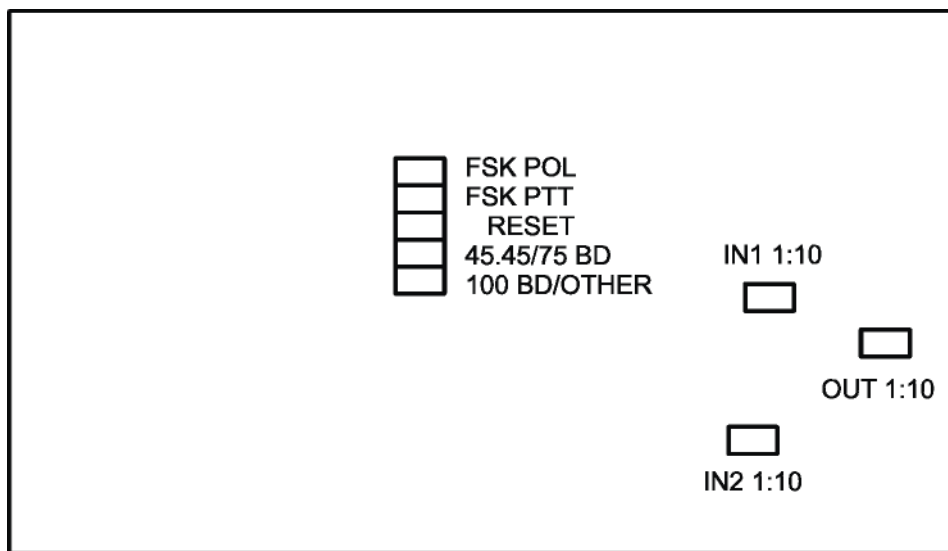 FSK POL
FSK PTT
RESET
45.45/75 BD
100 BD/OTHER
IN1 1:10
OUT 1:10
IN2 1:10